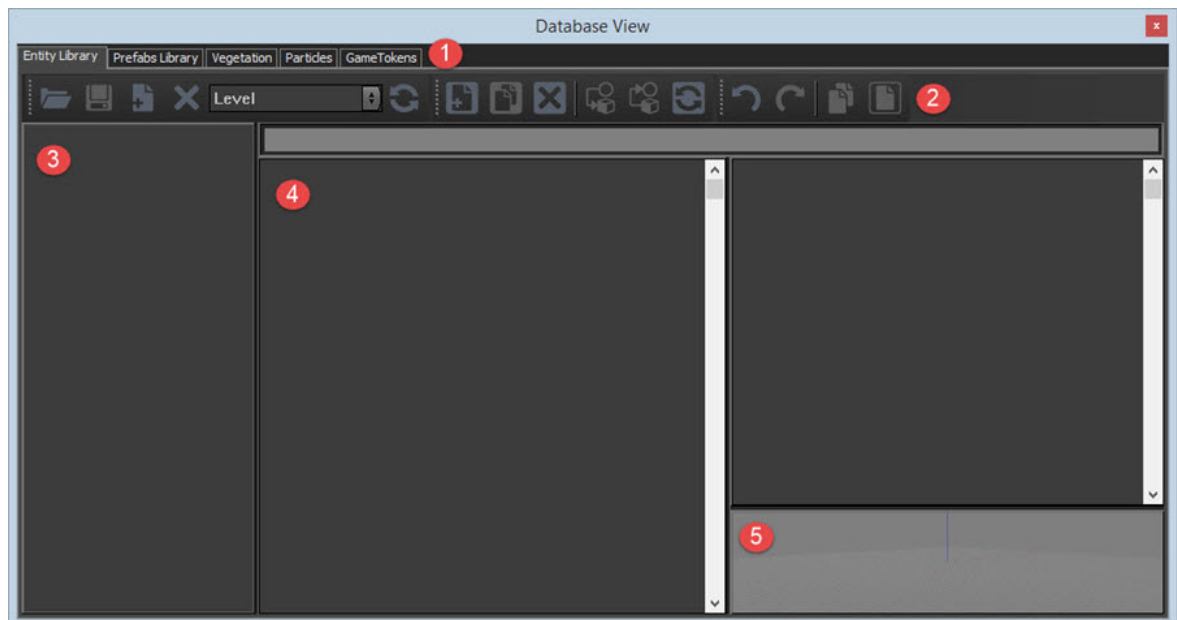 Database View
x
Entity Library Prefabs Library Vegetation Particles GameTokens 1
Level 2
3
4
5